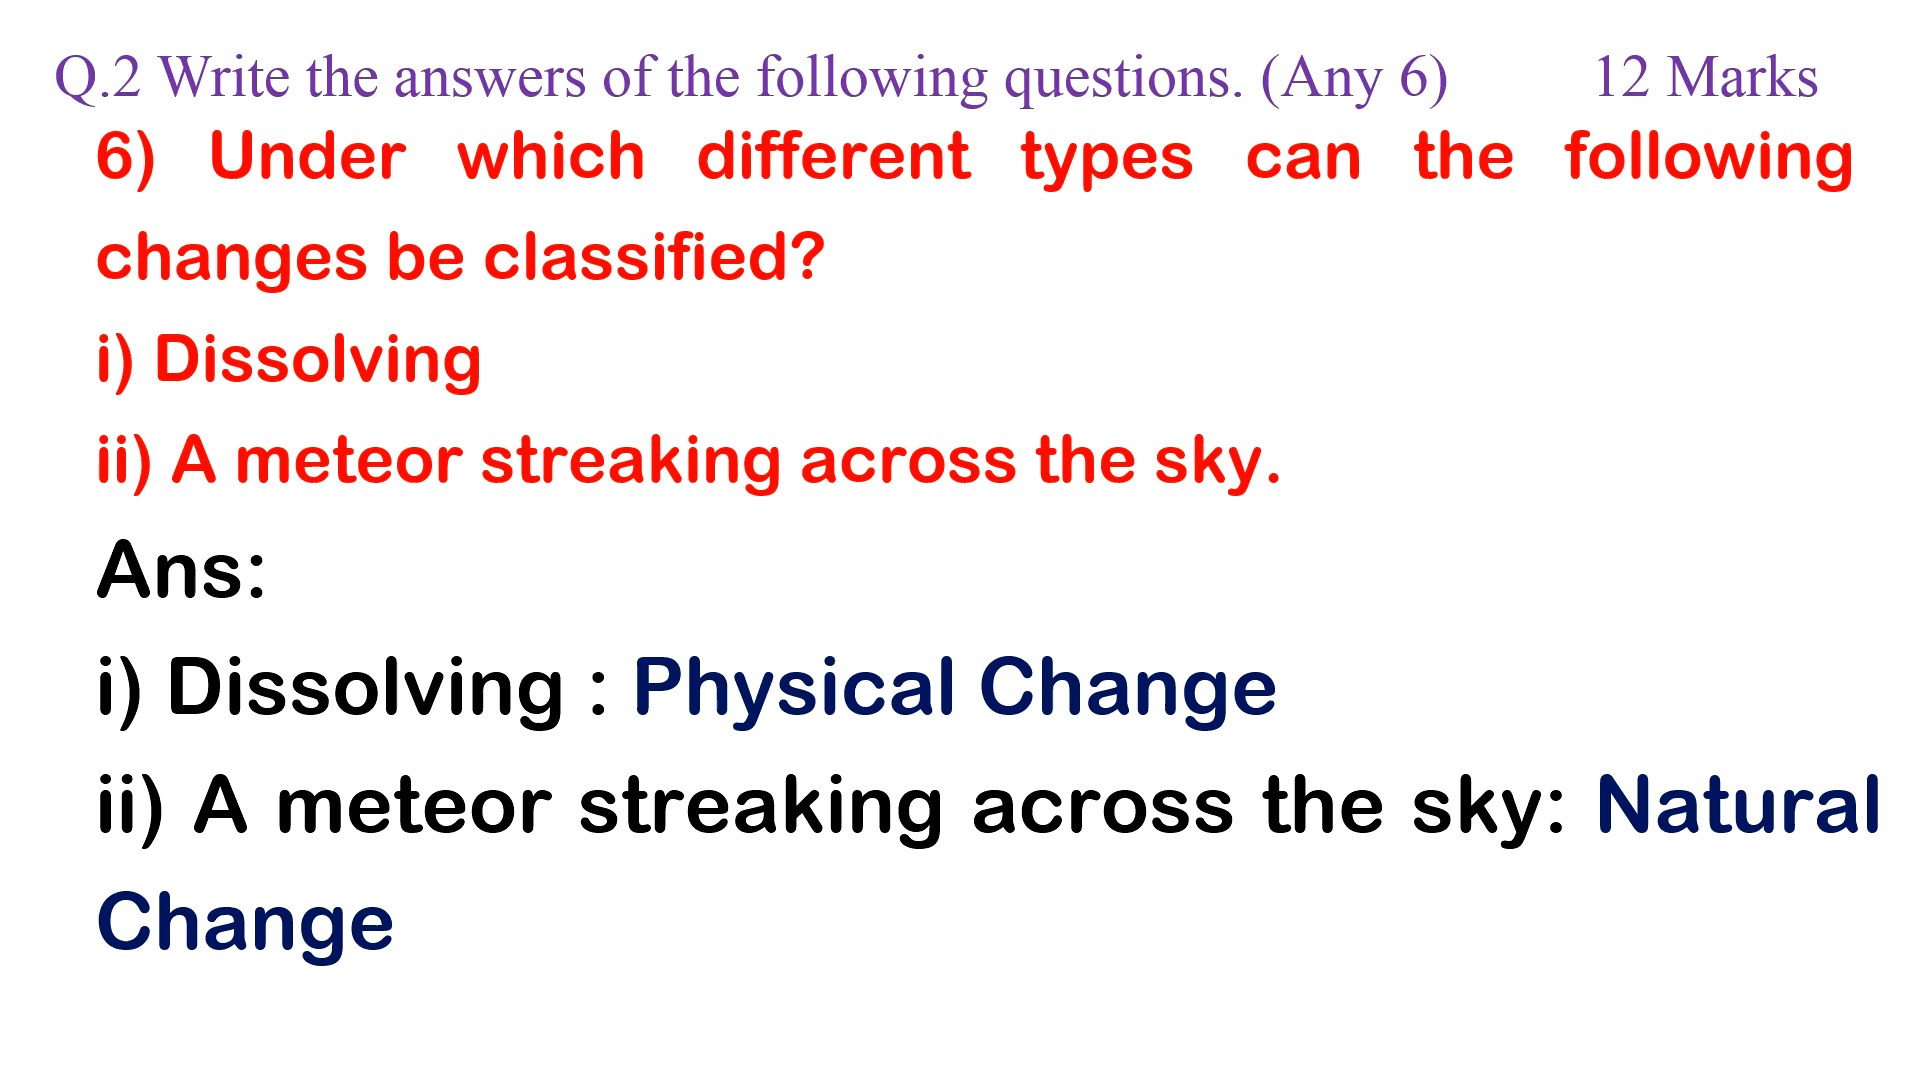 Q.2 Write the answers of the following questions. (Any 6) 12 Marks
6) Under which different types can the following
changes be classified?
i) Dissolving
ii) A meteor streaking across the sky.
Ans:
i) Dissolving : Physical Change
ii) A meteor streaking across the sky: Natural
Change